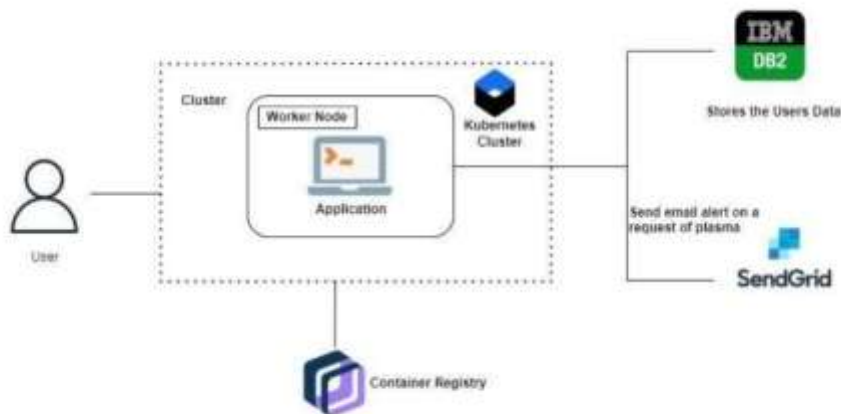 IBM
DB2
Stores the Users Data
Cluster
Worker Node
Kubernetes
Cluster
Application
User
Send email alert on a
request of plasma
SendGrid
Container Registry